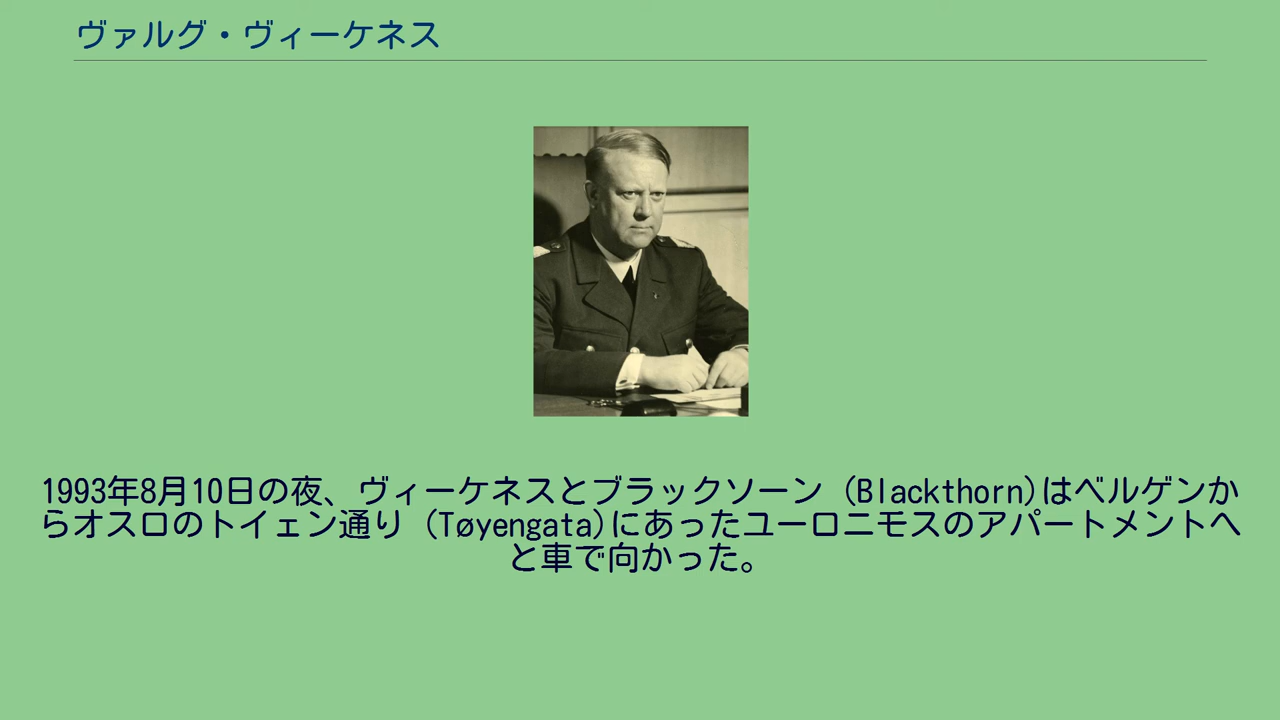 ヴァルグ・ヴィーケネス
1993年8月10日の夜、ヴィーケネスとブラックソーン (Blackthorn)はベルゲンか
らオスロのトイェン通り (Tøyengata)にあったユーロニモスのアパートメントへ
と車で向かった。